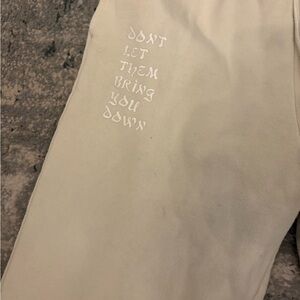 DONT
LET
THEM
BRING
YOU
DOWN